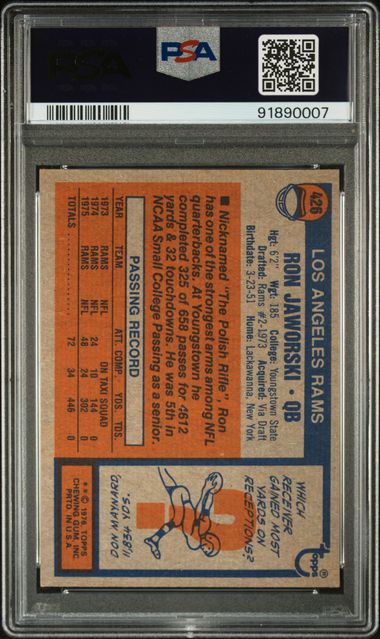 PSA
PSA
91890007
426
LOS ANGELES RAMS
RON JAWORSKI • QB
Hgt: 6'2" Wgt: 185 College: Youngstown State
Drafted: Rams #2-1973 Acquired: Via Draft
Birthdate: 3-23-51 Home: Lackawanna, New York
■ Nicknamed "The Polish Rifle", Ron
has one of the strongest arms among NFL
quarterbacks. At Youngstown he
completed 325 of 658 passes for 4612
yards & 32 touchdowns. He was 5th in
NCAA Small College Passing as a senior.
PASSING RECORD
YEAR TEAM ATT. COMP. YDS. TDS.
1973 RAMS NFL ON TAXI SQUAD
1974 RAMS NFL 24 10 144 0
1975 RAMS NFL 48 24 302 0
TOTALS 72 34 446 0
topps®
WHICH
RECEIVER
GAINED MOST
YARDS ON
RECEPTIONS?
DON MAYNARD
11,834 YDS.
** © 1976 TOPPS
CHEWING GUM, INC.
PRTD. IN U.S.A.